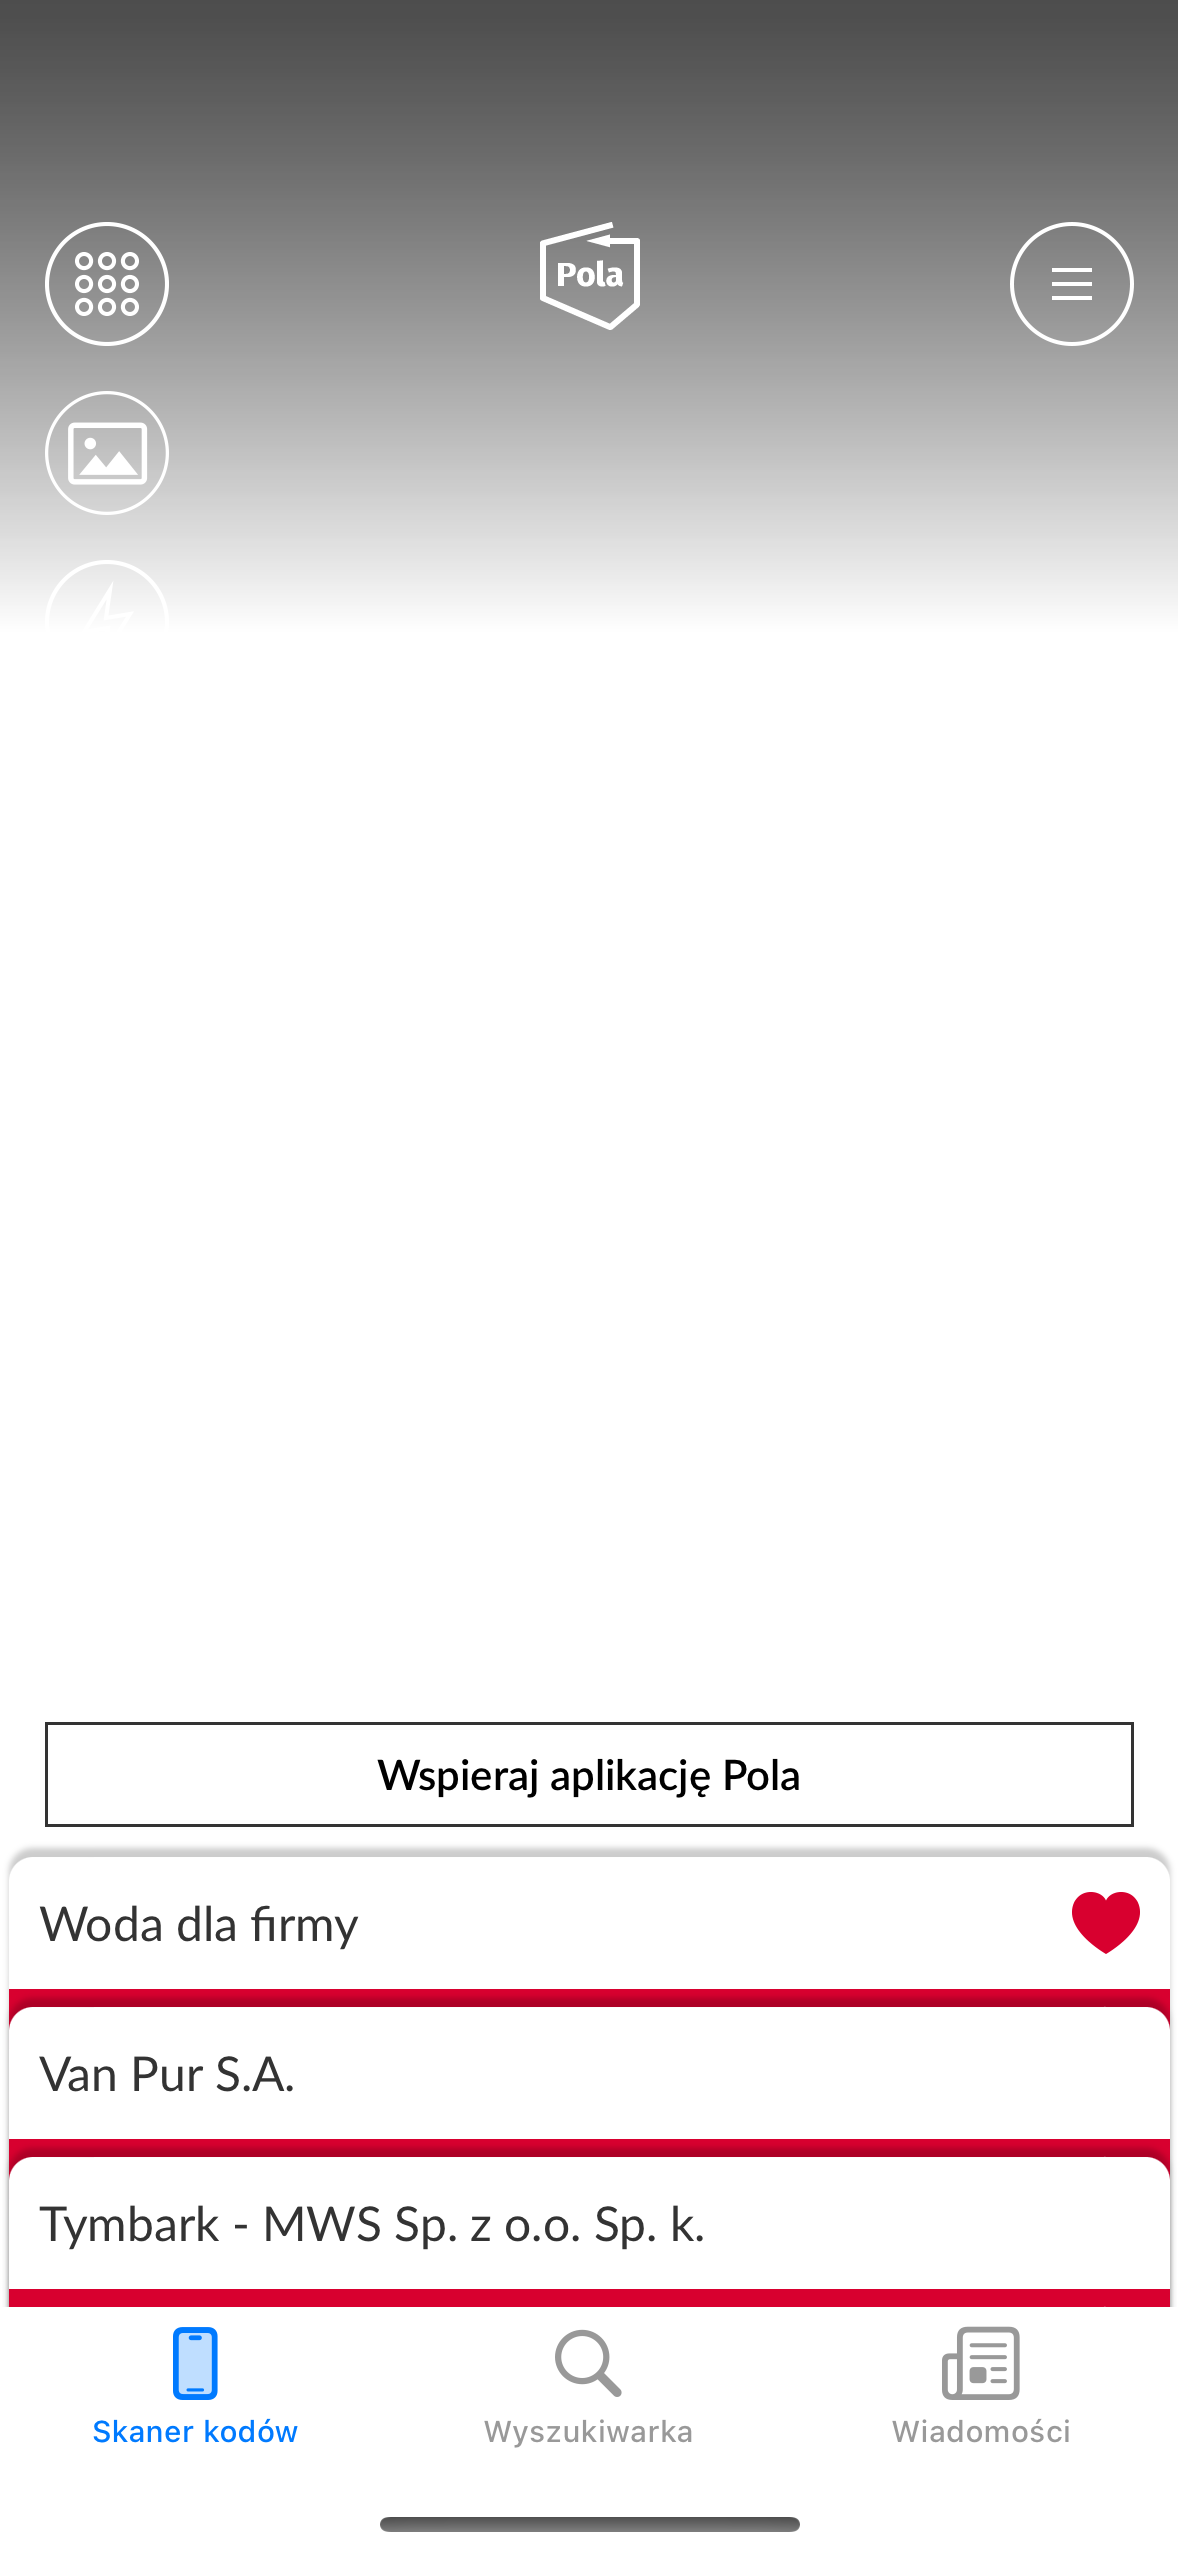 Pola
Wspieraj aplikację Pola
Woda dla firmy
Van Pur S.A.
Tymbark - MWS Sp. z o.o. Sp. k.
Skaner kodów
Wyszukiwarka
Wiadomości